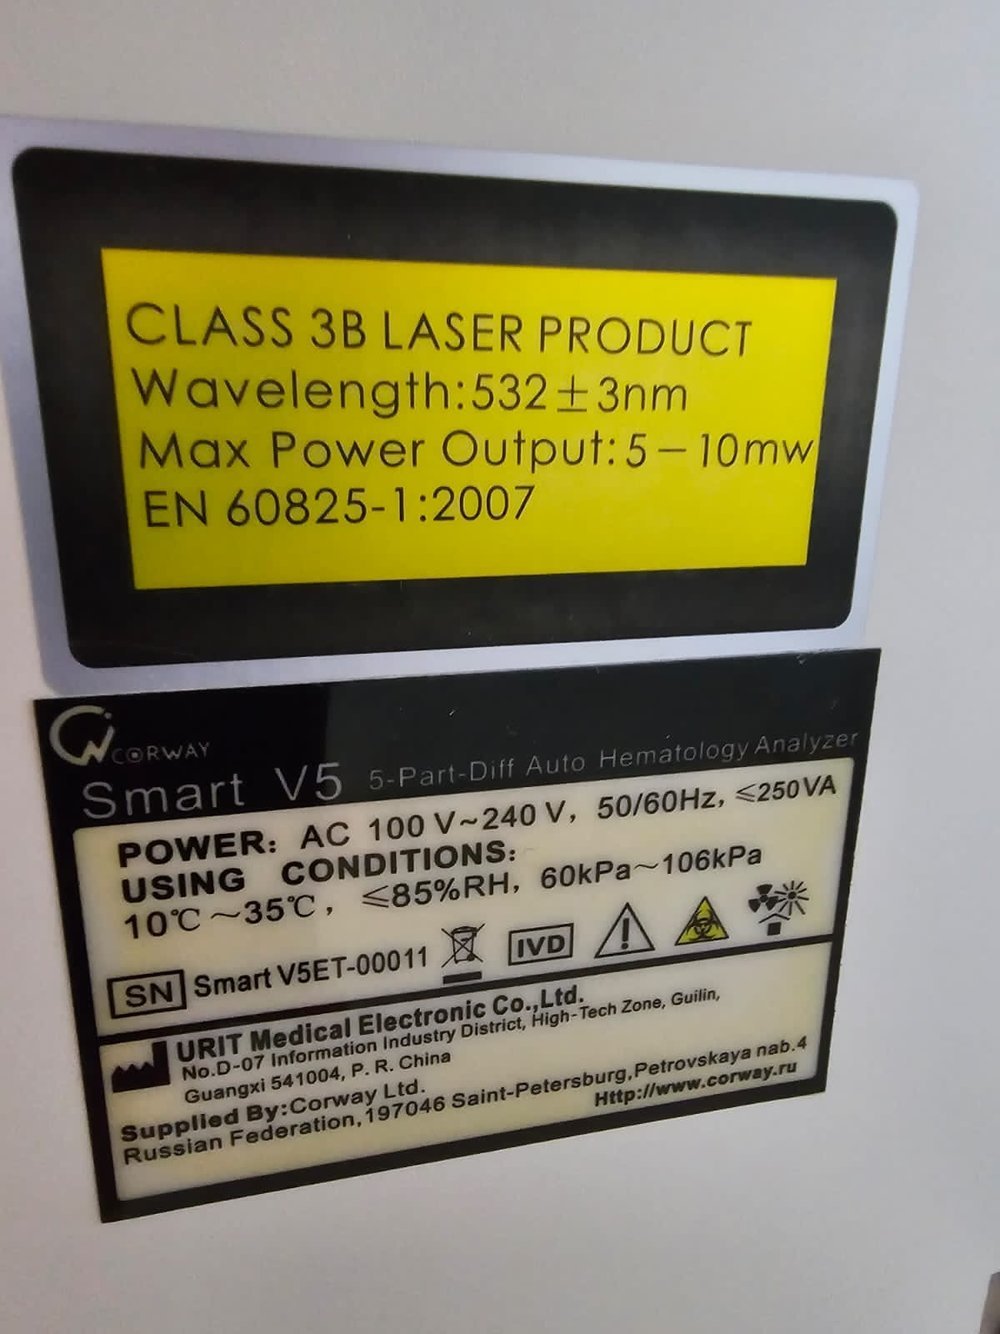 CLASS 3B LASER PRODUCT
Wavelength:532±3nm
Max Power Output:5–10mw
EN 60825-1:2007
CORWAY
Smart V5 5-Part-Diff Auto Hematology Analyzer
POWER: AC 100V~240V, 50/60Hz, ≤250VA
USING CONDITIONS:
10℃~35℃, ≤85%RH, 60kPa~106kPa
SN Smart V5ET-00011 IVD
URIT Medical Electronic Co.,Ltd.
No.D-07 Information Industry District, High-Tech Zone, Guilin,
Guangxi 541004, P. R. China
Supplied By:Corway Ltd.
Russian Federation,197046 Saint-Petersburg,Petrovskaya nab.4
Http://www.corway.ru